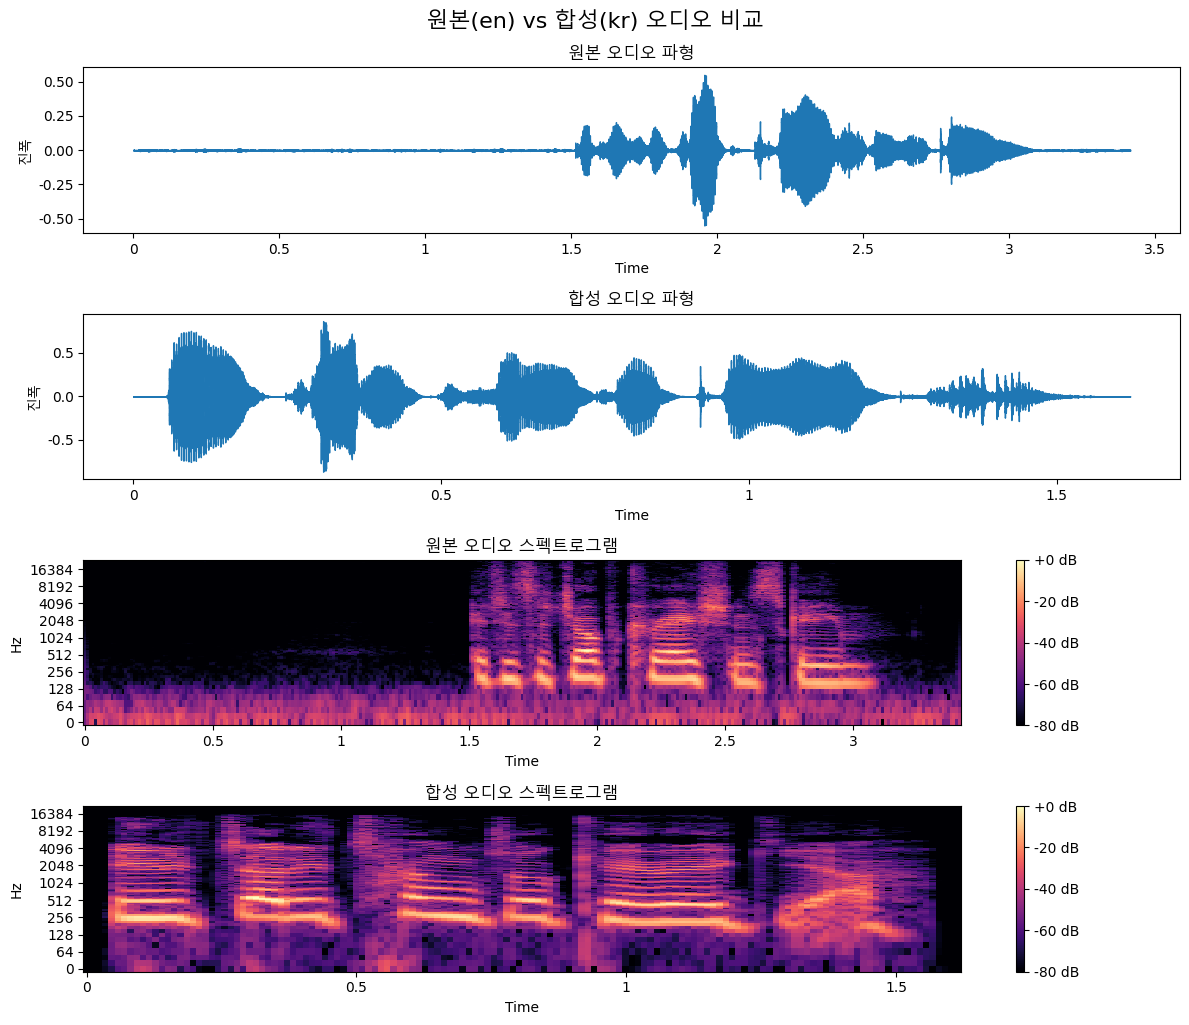 원본(en) vs 합성(kr) 오디오 비교
원본 오디오 파형
0.50
0.25
0.00
-0.25
-0.50
진폭
0 0.5 1 1.5 2 2.5 3 3.5
Time
합성 오디오 파형
0.5
0.0
-0.5
진폭
0 0.5 1 1.5
Time
원본 오디오 스펙트로그램
16384
8192
4096
2048
1024
512
256
128
64
0
Hz
0 0.5 1 1.5 2 2.5 3
Time
+0 dB
-20 dB
-40 dB
-60 dB
-80 dB
합성 오디오 스펙트로그램
16384
8192
4096
2048
1024
512
256
128
64
0
Hz
0 0.5 1 1.5
Time
+0 dB
-20 dB
-40 dB
-60 dB
-80 dB